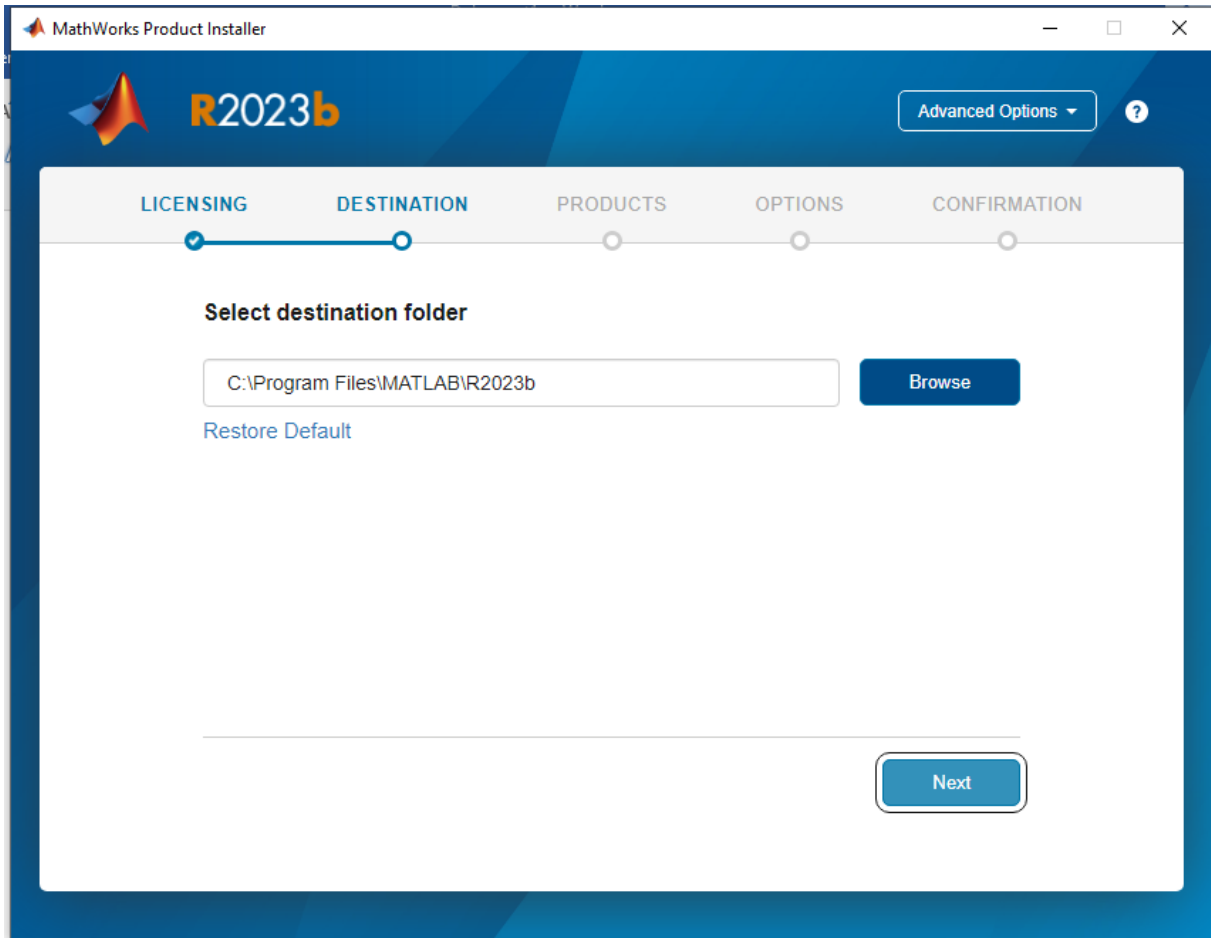 MathWorks Product Installer
R2023b
Advanced Options
?
LICENSING DESTINATION PRODUCTS OPTIONS CONFIRMATION
Select destination folder
C:\Program Files\MATLAB\R2023b
Browse
Restore Default
Next